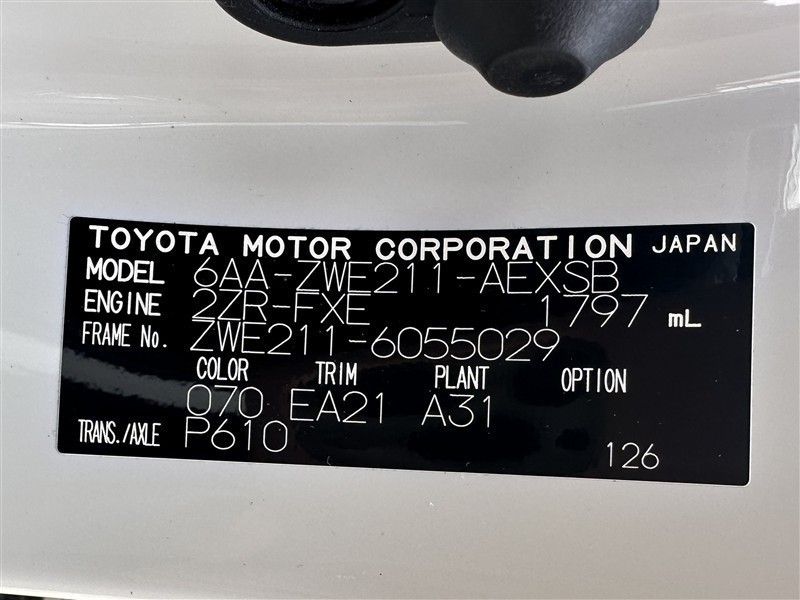 TOYOTA MOTOR CORPORATION JAPAN
MODEL 6AA-ZWE211-AEXSB
ENGINE 2ZR-FXE 1797 mL
FRAME No. ZWE211-6055029
COLOR TRIM PLANT OPTION
070 EA21 A31
TRANS./AXLE P610 126